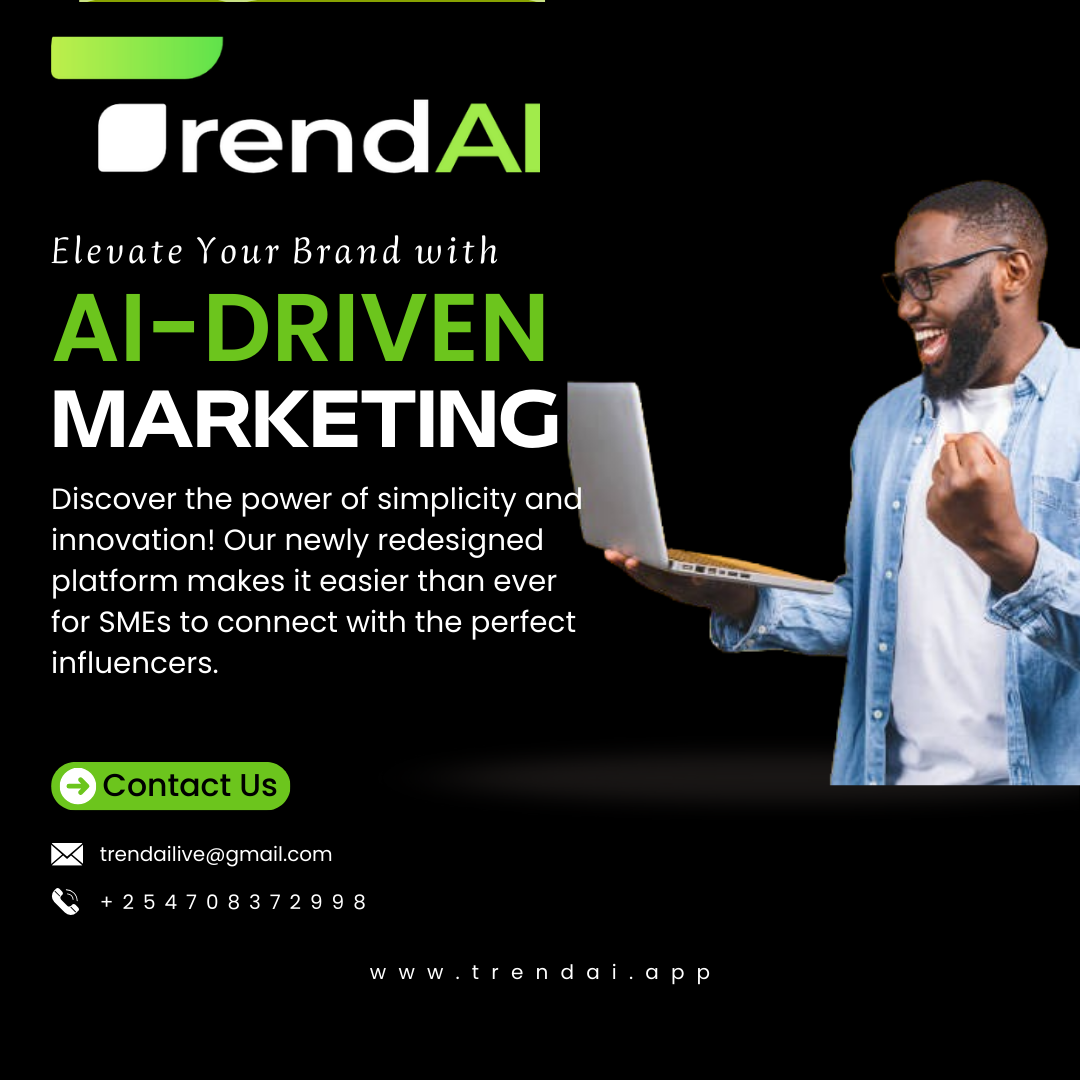 TrendAI
Elevate Your Brand with
AI-DRIVEN
MARKETING
Discover the power of simplicity and
innovation! Our newly redesigned
platform makes it easier than ever
for SMEs to connect with the perfect
influencers.
Contact Us
trendailive@gmail.com
+254708372998
www.trendai.app